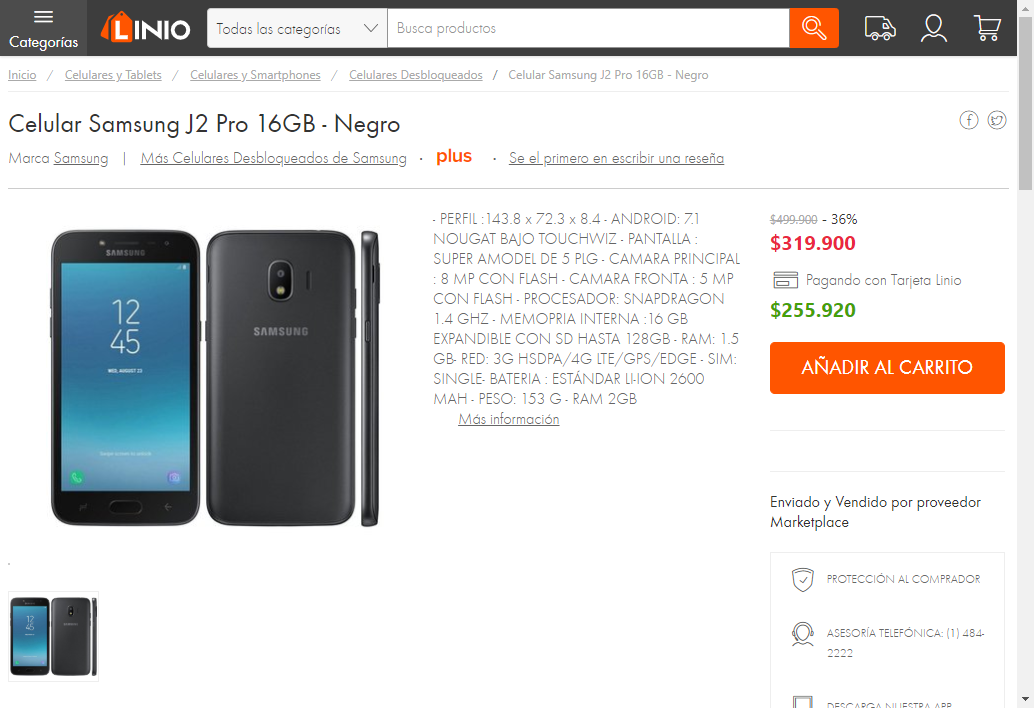 Categorías
LINIO
Todas las categorías
Busca productos
Inicio / Celulares y Tablets / Celulares y Smartphones / Celulares Desbloqueados / Celular Samsung J2 Pro 16GB - Negro
Celular Samsung J2 Pro 16GB - Negro
Marca Samsung | Más Celulares Desbloqueados de Samsung · plus · Se el primero en escribir una reseña
SAMSUNG
12
45
WED, AUGUST 23
SAMSUNG
- PERFIL :143.8 x 72.3 x 8.4 - ANDROID: 7.1
NOUGAT BAJO TOUCHWIZ - PANTALLA :
SUPER AMODEL DE 5 PLG - CAMARA PRINCIPAL
: 8 MP CON FLASH - CAMARA FRONTA : 5 MP
CON FLASH - PROCESADOR: SNAPDRAGON
1.4 GHZ - MEMOPRIA INTERNA :16 GB
EXPANDIBLE CON SD HASTA 128GB - RAM: 1.5
GB- RED: 3G HSDPA/4G LTE/GPS/EDGE - SIM:
SINGLE- BATERIA : ESTÁNDAR LI-ION 2600
MAH - PESO: 153 G - RAM 2GB
Más información
$499.900 - 36%
$319.900
Pagando con Tarjeta Linio
$255.920
AÑADIR AL CARRITO
Enviado y Vendido por proveedor
Marketplace
PROTECCIÓN AL COMPRADOR
ASESORÍA TELEFÓNICA: (1) 484-
2222
DESCARGA NUESTRA APP
12
45